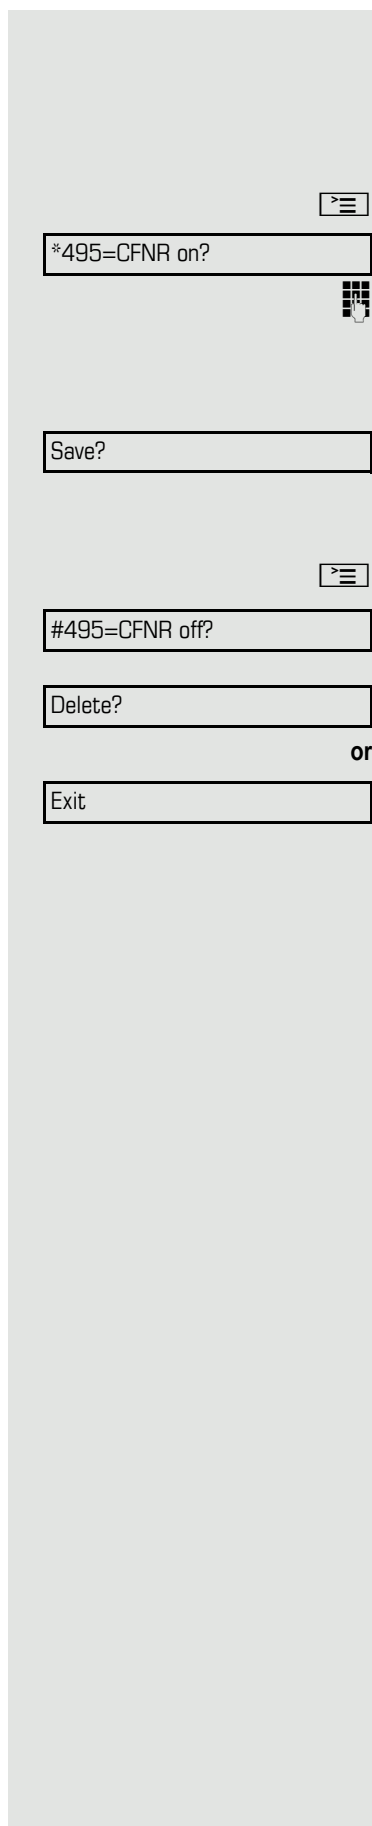 *495=CFNR on?
Save?
#495=CFNR off?
Delete?
or
Exit